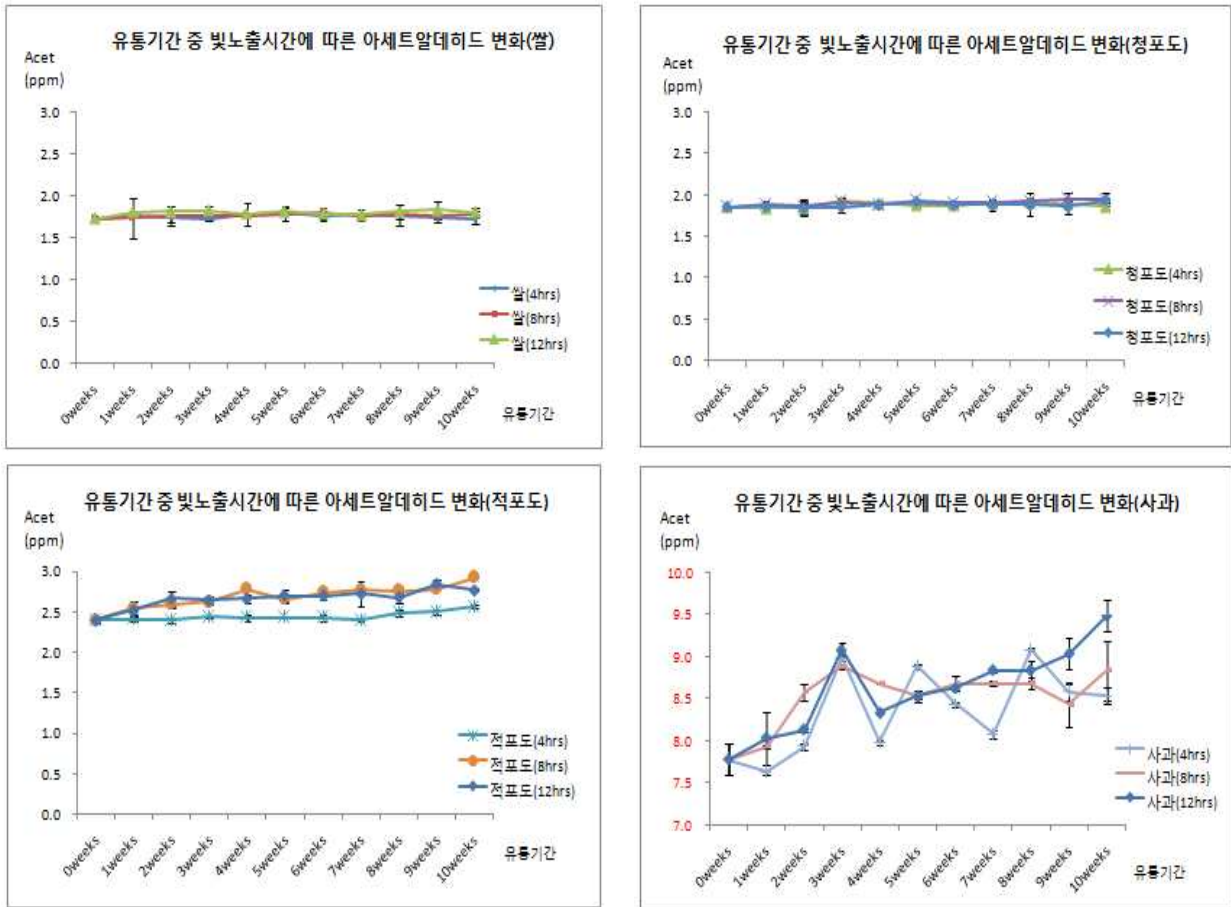 유통기간 중 빛노출시간에 따른 아세트알데히드 변화(쌀)
Acet
(ppm)
3.0
2.5
2.0
1.5
1.0
0.5
0.0
쌀(4hrs)
쌀(8hrs)
쌀(12hrs)
0weeks
1weeks
2weeks
3weeks
4weeks
5weeks
6weeks
7weeks
8weeks
9weeks
10weeks
유통기간
유통기간 중 빛노출시간에 따른 아세트알데히드 변화(청포도)
Acet
(ppm)
3.0
2.5
2.0
1.5
1.0
0.5
0.0
청포도(4hrs)
청포도(8hrs)
청포도(12hrs)
0weeks
1weeks
2weeks
3weeks
4weeks
5weeks
6weeks
7weeks
8weeks
9weeks
10weeks
유통기간
유통기간 중 빛노출시간에 따른 아세트알데히드 변화(적포도)
Acet
(ppm)
3.0
2.5
2.0
1.5
1.0
0.5
0.0
적포도(4hrs)
적포도(8hrs)
적포도(12hrs)
0weeks
1weeks
2weeks
3weeks
4weeks
5weeks
6weeks
7weeks
8weeks
9weeks
10weeks
유통기간
유통기간 중 빛노출시간에 따른 아세트알데히드 변화(사과)
Acet
(ppm)
10.0
9.5
9.0
8.5
8.0
7.5
7.0
사과(4hrs)
사과(8hrs)
사과(12hrs)
0weeks
1weeks
2weeks
3weeks
4weeks
5weeks
6weeks
7weeks
8weeks
9weeks
10weeks
유통기간